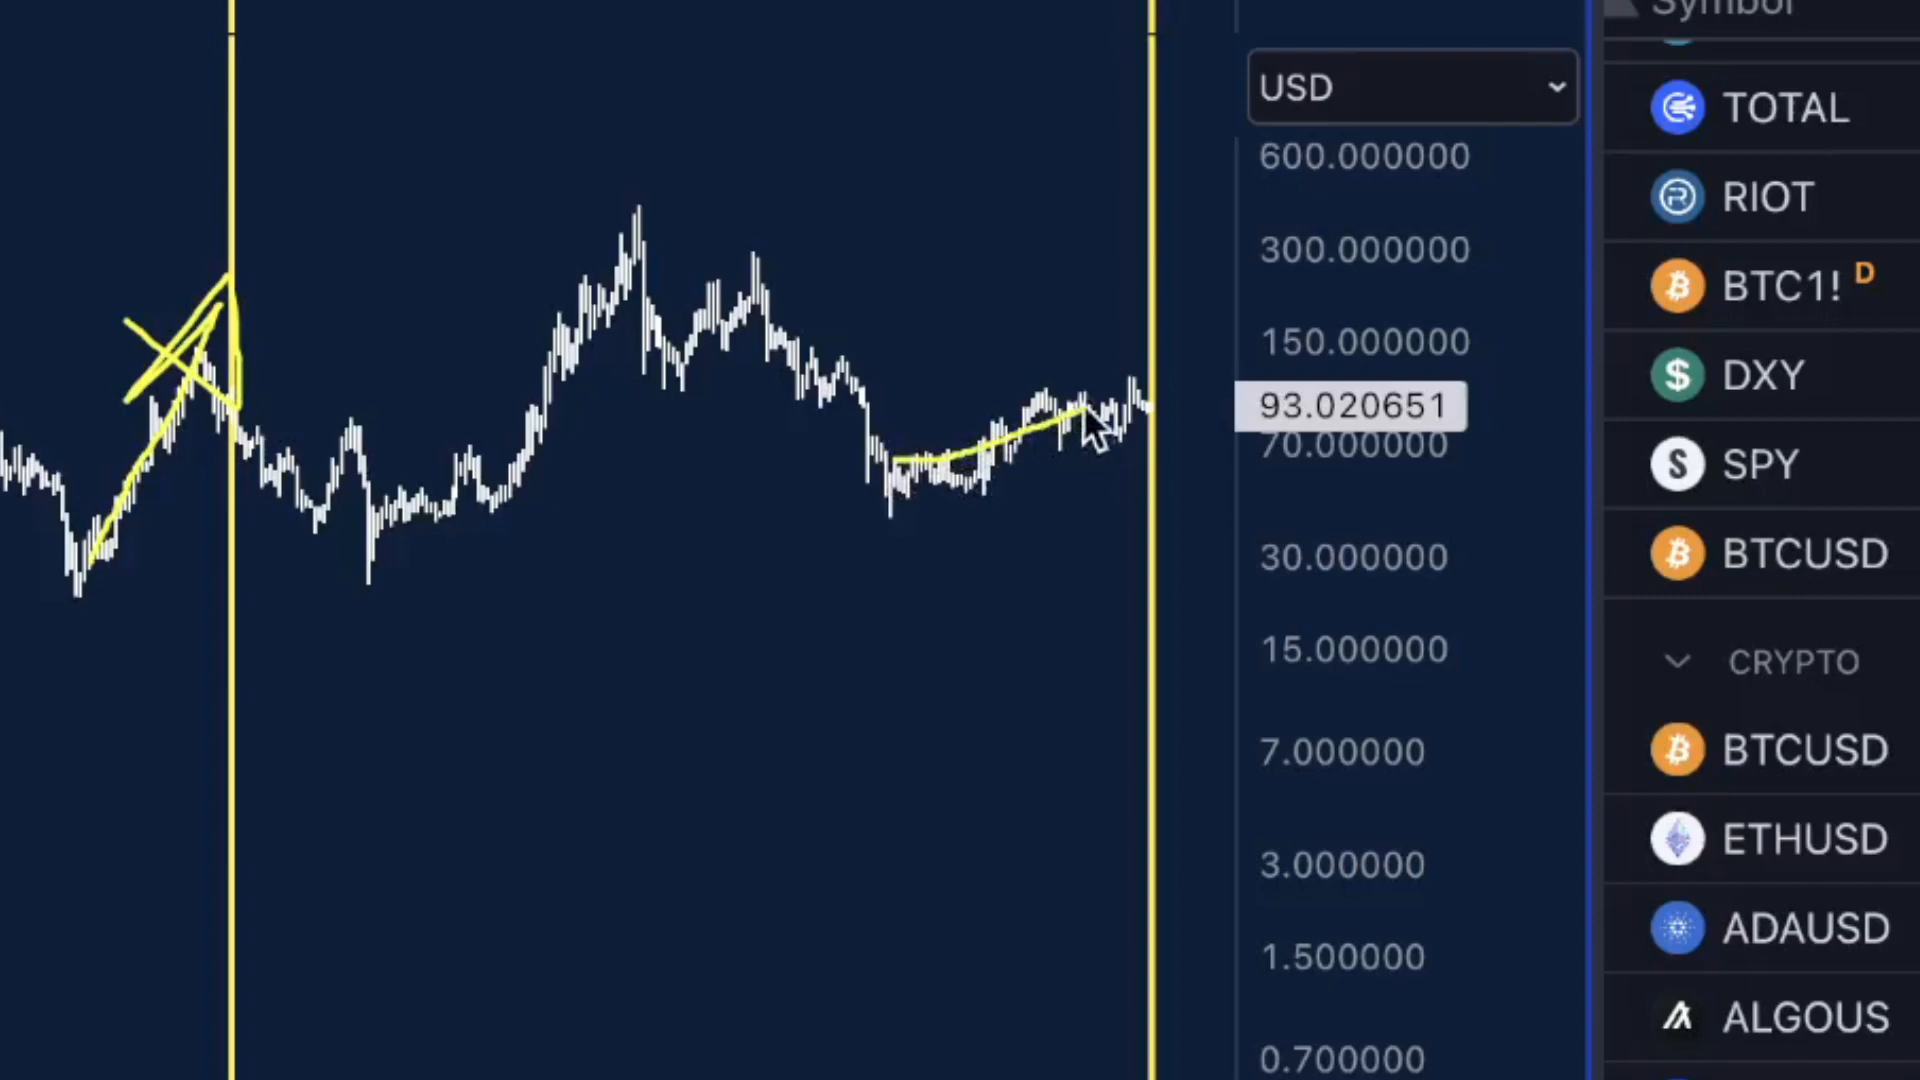 Symbol
USD
600.000000
300.000000
150.000000
93.020651
70.000000
30.000000
15.000000
7.000000
3.000000
1.500000
0.700000
TOTAL
RIOT
BTC1! D
DXY
SPY
BTCUSD
CRYPTO
BTCUSD
ETHUSD
ADAUSD
ALGOUS